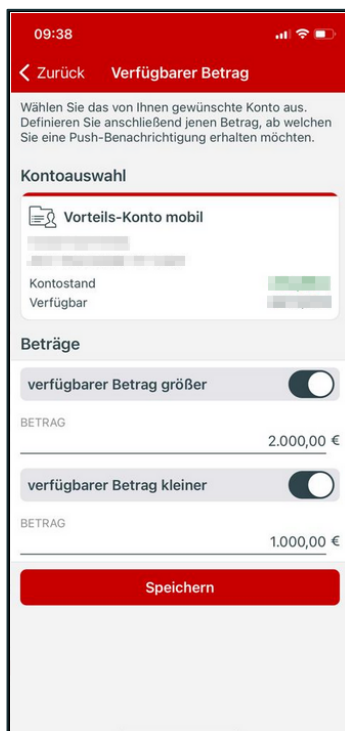 09:38
Zurück Verfügbarer Betrag
Wählen Sie das von Ihnen gewünschte Konto aus.
Definieren Sie anschließend jenen Betrag, ab welchen
Sie eine Push-Benachrichtigung erhalten möchten.
Kontoauswahl
Vorteils-Konto mobil
Kontostand
Verfügbar
Beträge
verfügbarer Betrag größer
BETRAG
2.000,00 €
verfügbarer Betrag kleiner
BETRAG
1.000,00 €
Speichern